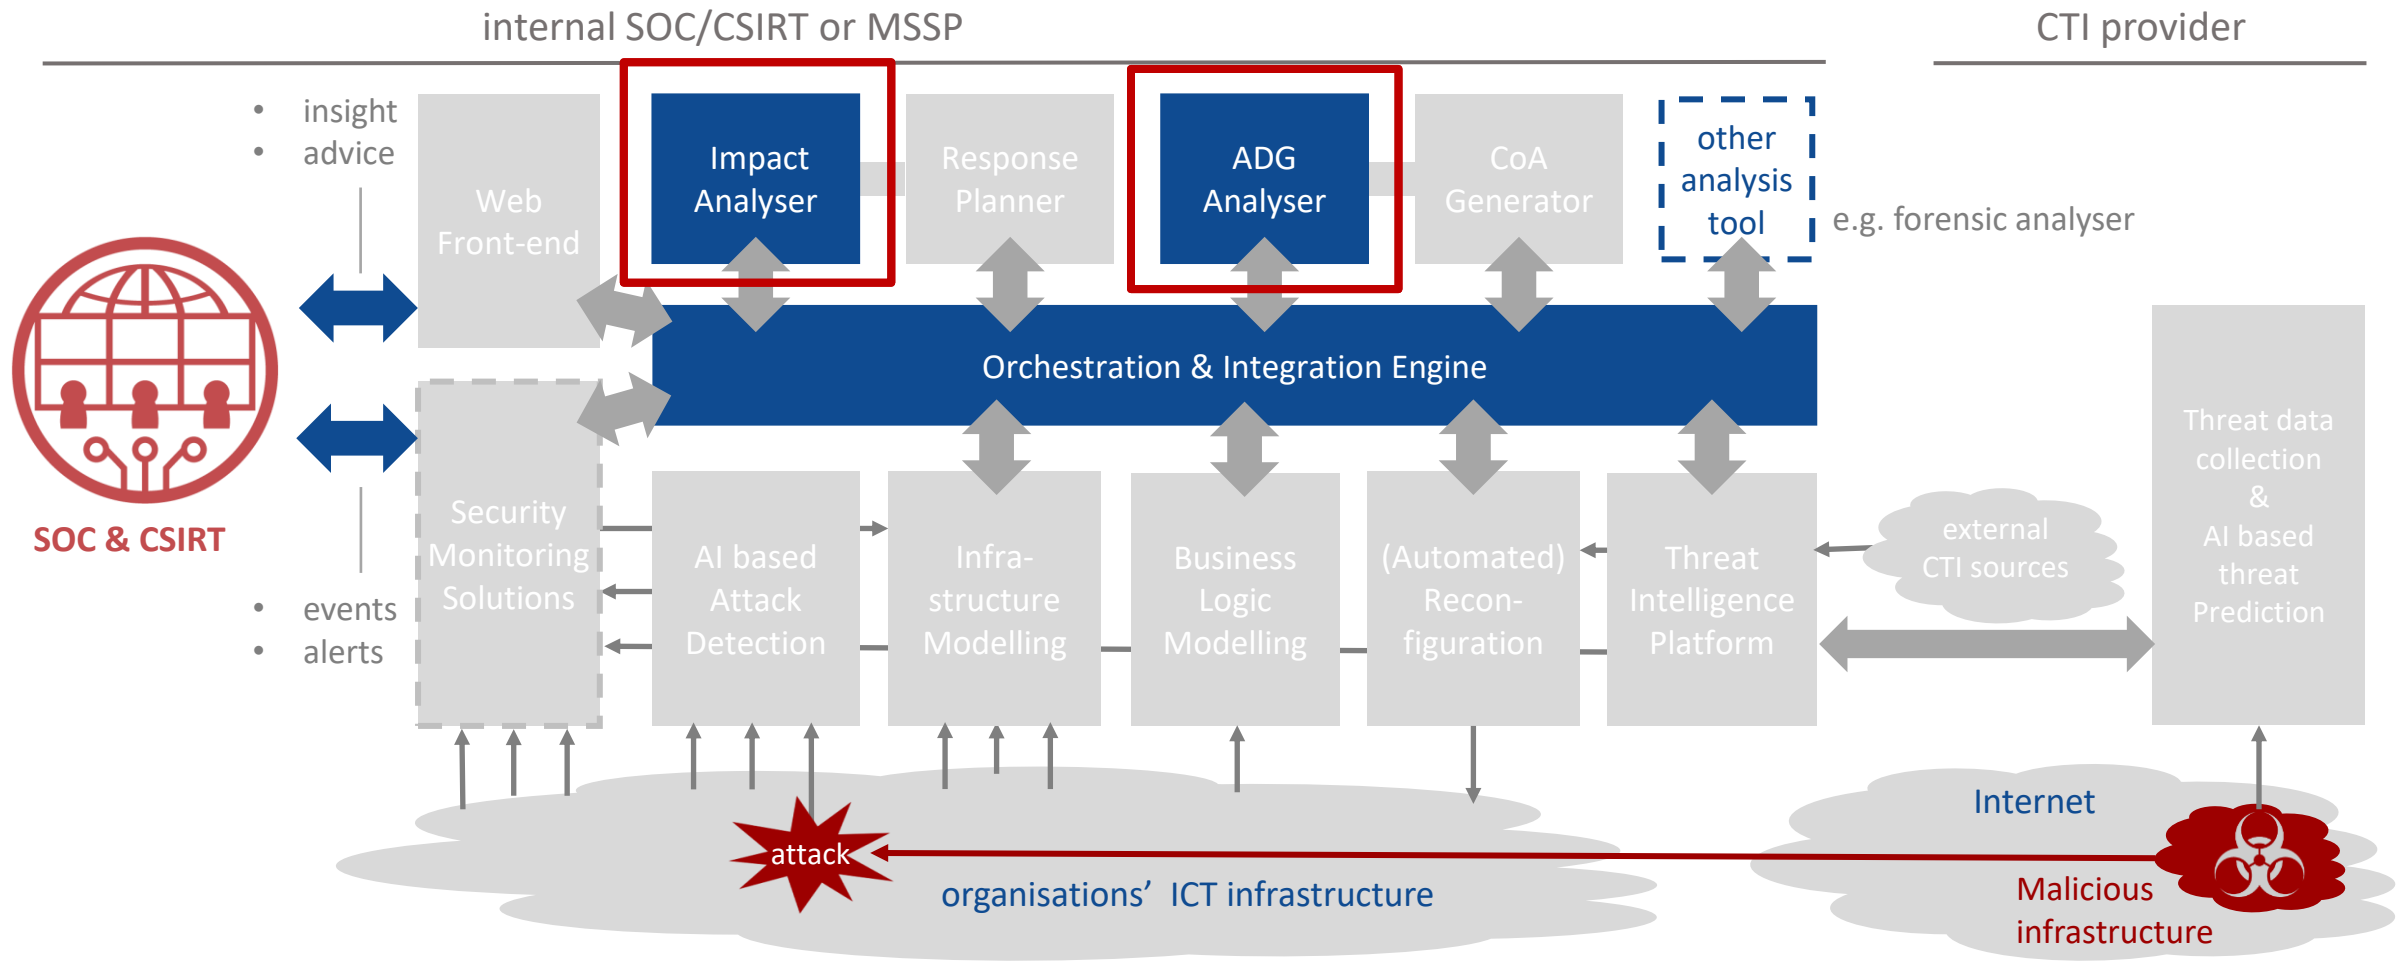 internal SOC/CSIRT or MSSP
CTI provider
• insight
• advice
Web
Front-end
Impact
Analyser
Response
Planner
ADG
Analyser
CoA
Generator
other
analysis
tool
e.g. forensic analyser
Orchestration & Integration Engine
SOC & CSIRT
• events
• alerts
Security
Monitoring
Solutions
AI based
Attack
Detection
Infra-
structure
Modelling
Business
Logic
Modelling
(Automated)
Recon-
figuration
Threat
Intelligence
Platform
external
CTI sources
Threat data
collection
&
AI based
threat
Prediction
attack
organisations’ ICT infrastructure
Internet
Malicious
infrastructure